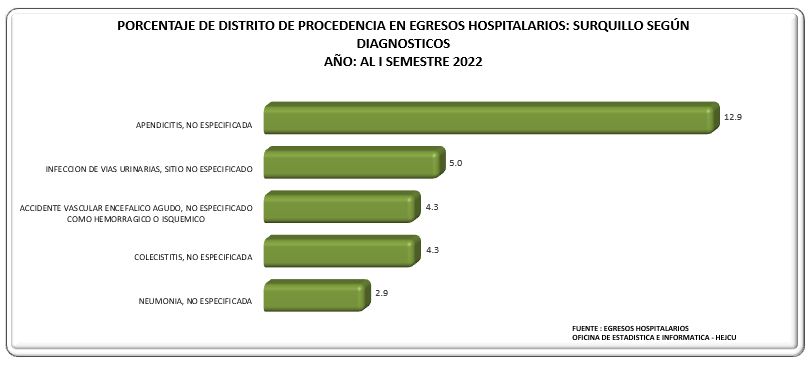 PORCENTAJE DE DISTRITO DE PROCEDENCIA EN EGRESOS HOSPITALARIOS: SURQUILLO SEGÚN
DIAGNOSTICOS
AÑO: AL I SEMESTRE 2022
APENDICITIS, NO ESPECIFICADA
12.9
INFECCION DE VIAS URINARIAS, SITIO NO ESPECIFICADO
5.0
ACCIDENTE VASCULAR ENCEFALICO AGUDO, NO ESPECIFICADO
COMO HEMORRAGICO O ISQUEMICO
4.3
COLECISTITIS, NO ESPECIFICADA
4.3
NEUMONIA, NO ESPECIFICADA
2.9
FUENTE : EGRESOS HOSPITALARIOS
OFICINA DE ESTADISTICA E INFORMATICA - HEJCU